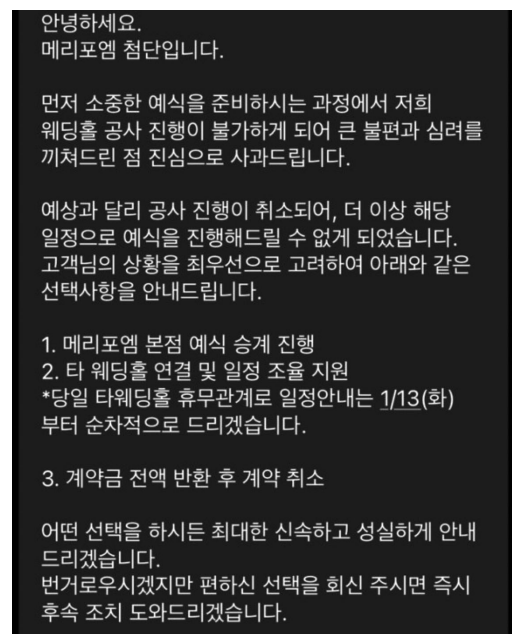 안녕하세요.
메리포엠 첨단입니다.
먼저 소중한 예식을 준비하시는 과정에서 저희
웨딩홀 공사 진행이 불가하게 되어 큰 불편과 심려를
끼쳐드린 점 진심으로 사과드립니다.
예상과 달리 공사 진행이 취소되어, 더 이상 해당
일정으로 예식을 진행해드릴 수 없게 되었습니다.
고객님의 상황을 최우선으로 고려하여 아래와 같은
선택사항을 안내드립니다.
1. 메리포엠 본점 예식 승계 진행
2. 타 웨딩홀 연결 및 일정 조율 지원
*당일 타웨딩홀 휴무관계로 일정안내는 1/13(화)
부터 순차적으로 드리겠습니다.
3. 계약금 전액 반환 후 계약 취소
어떤 선택을 하시든 최대한 신속하고 성실하게 안내
드리겠습니다.
번거로우시겠지만 편하신 선택을 회신 주시면 즉시
후속 조치 도와드리겠습니다.